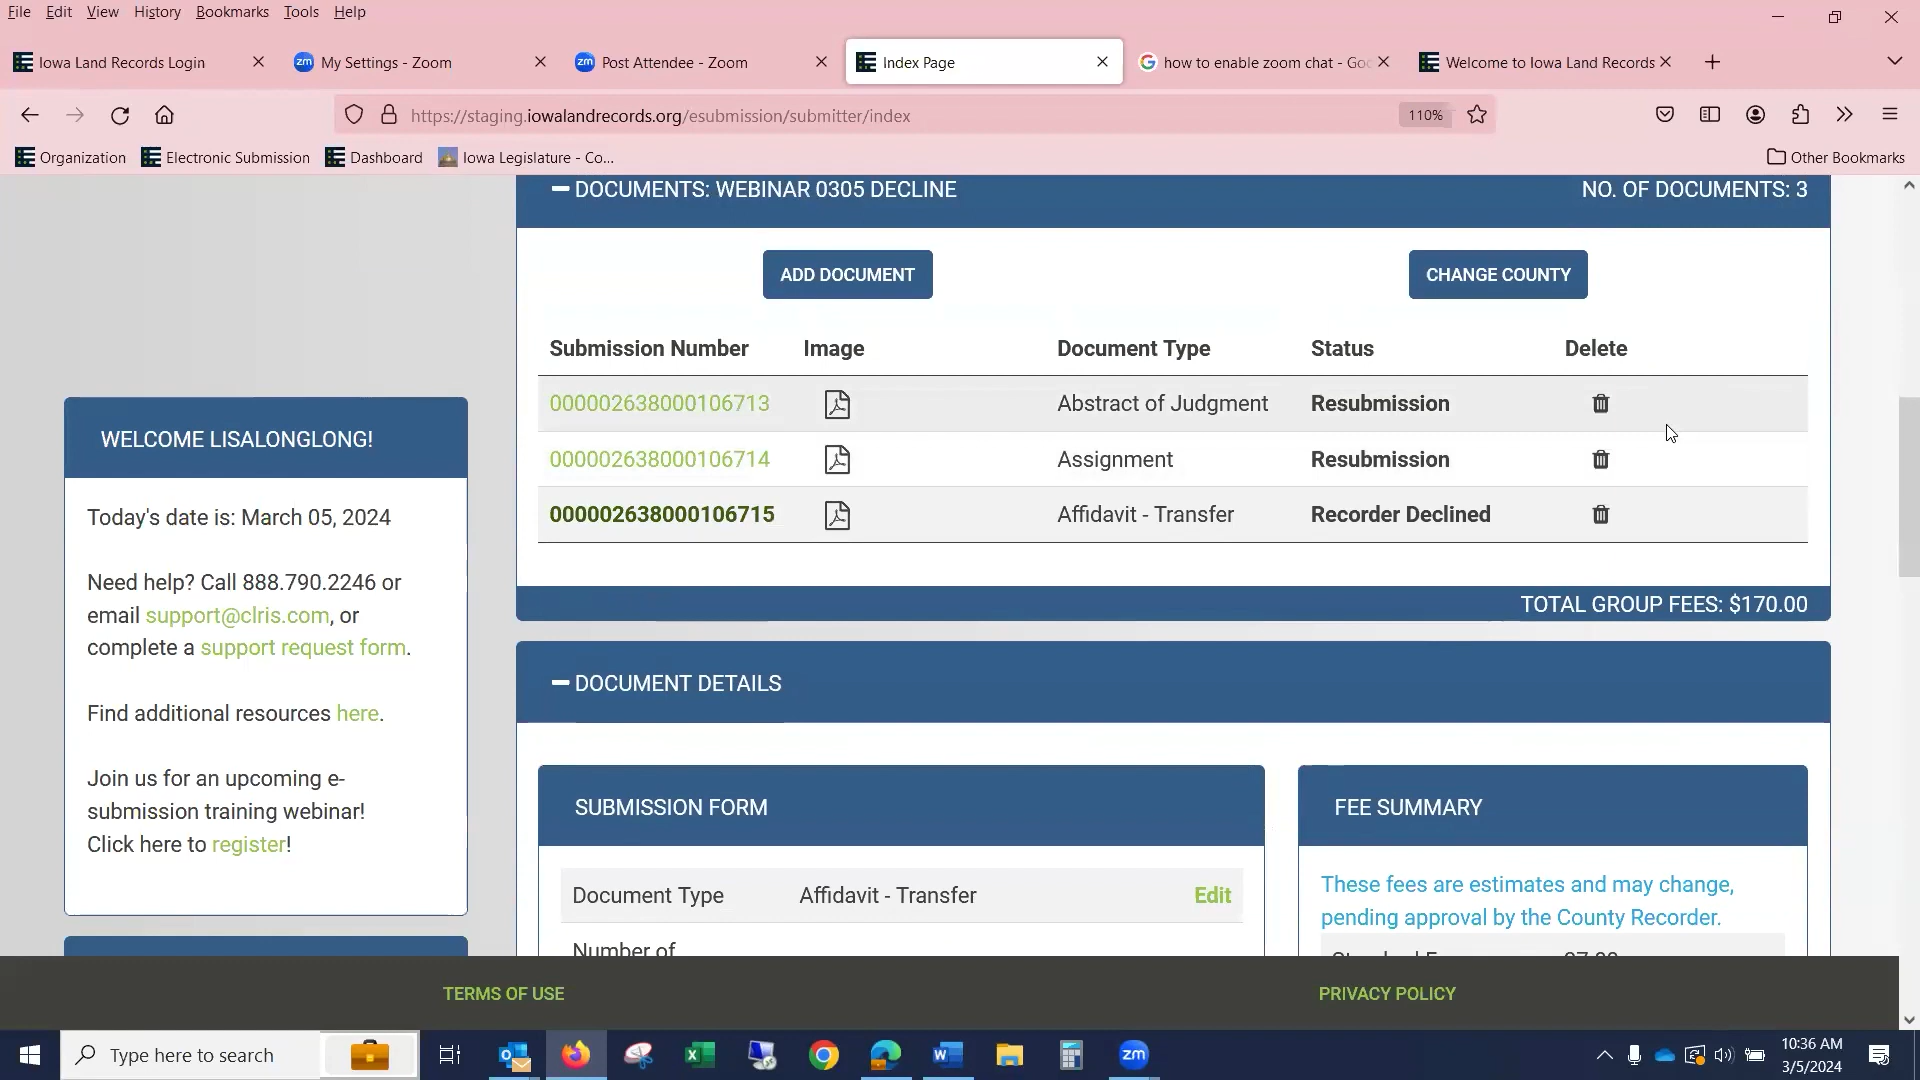 File Edit View History Bookmarks Tools Help
Iowa Land Records Login
My Settings - Zoom
Post Attendee - Zoom
Index Page
how to enable zoom chat - Goo
Welcome to Iowa Land Records
https://staging.iowalandrecords.org/esubmission/submitter/index
110%
Organization
Electronic Submission
Dashboard
Iowa Legislature - Co...
Other Bookmarks
DOCUMENTS: WEBINAR 0305 DECLINE
NO. OF DOCUMENTS: 3
ADD DOCUMENT
CHANGE COUNTY
Submission Number Image Document Type Status Delete
000002638000106713 Abstract of Judgment Resubmission
000002638000106714 Assignment Resubmission
000002638000106715 Affidavit - Transfer Recorder Declined
TOTAL GROUP FEES: $170.00
WELCOME LISALONGLONG!
Today's date is: March 05, 2024
Need help? Call 888.790.2246 or
email support@clris.com, or
complete a support request form.
Find additional resources here.
Join us for an upcoming e-
submission training webinar!
Click here to register!
DOCUMENT DETAILS
SUBMISSION FORM
Document Type Affidavit - Transfer Edit
Number of
FEE SUMMARY
These fees are estimates and may change,
pending approval by the County Recorder.
TERMS OF USE
PRIVACY POLICY
Type here to search
zm
10:36 AM
3/5/2024